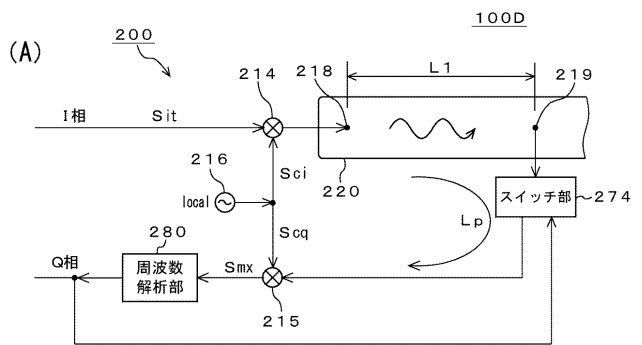 100D
(A)
200
214
218
L1
219
I相
Sit
216
Sci
220
local
スイッチ部
274
280
Scq
Lp
Q相
周波数
解析部
Smx
215